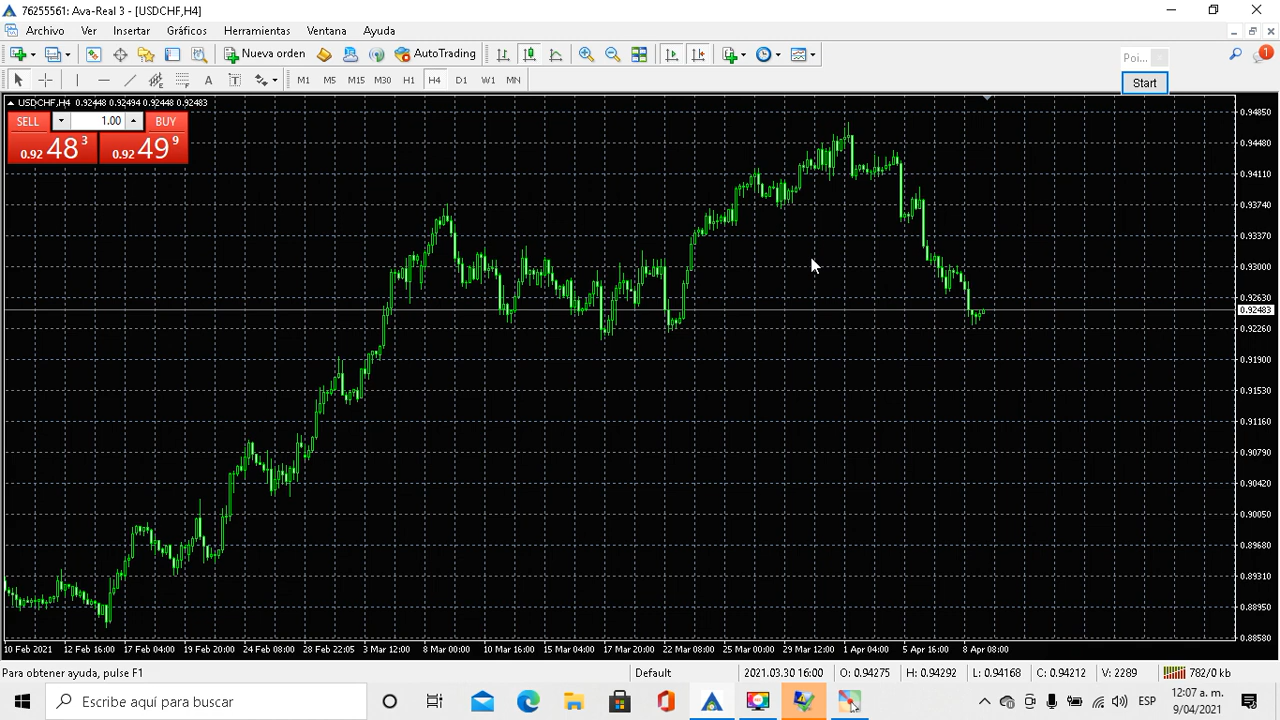 76255561: Ava-Real 3 - [USDCHF,H4]
Archivo Ver Insertar Gráficos Herramientas Ventana Ayuda
Nueva orden AutoTrading
Poi...
Start
M1 M5 M15 M30 H1 H4 D1 W1 MN
USDCHF,H4 0.92448 0.92494 0.92448 0.92483
SELL 1.00 BUY
0.92 48 3 0.92 49 9
0.94850
0.94480
0.94110
0.93740
0.93370
0.93000
0.92630
0.92483
0.92260
0.91900
0.91530
0.91160
0.90790
0.90420
0.90050
0.89680
0.89310
0.88950
0.88580
10 Feb 2021 12 Feb 16:00 17 Feb 04:00 19 Feb 20:00 24 Feb 08:00 28 Feb 22:05 3 Mar 12:00 8 Mar 00:00 10 Mar 16:00 15 Mar 04:00 17 Mar 20:00 22 Mar 08:00 25 Mar 00:00 29 Mar 12:00 1 Apr 04:00 5 Apr 16:00 8 Apr 08:00
Para obtener ayuda, pulse F1 Default 2021.03.30 16:00 O: 0.94275 H: 0.94292 L: 0.94168 C: 0.94212 V: 2289 782/0 kb
Escribe aquí para buscar
ESP
12:07 a. m.
9/04/2021
1